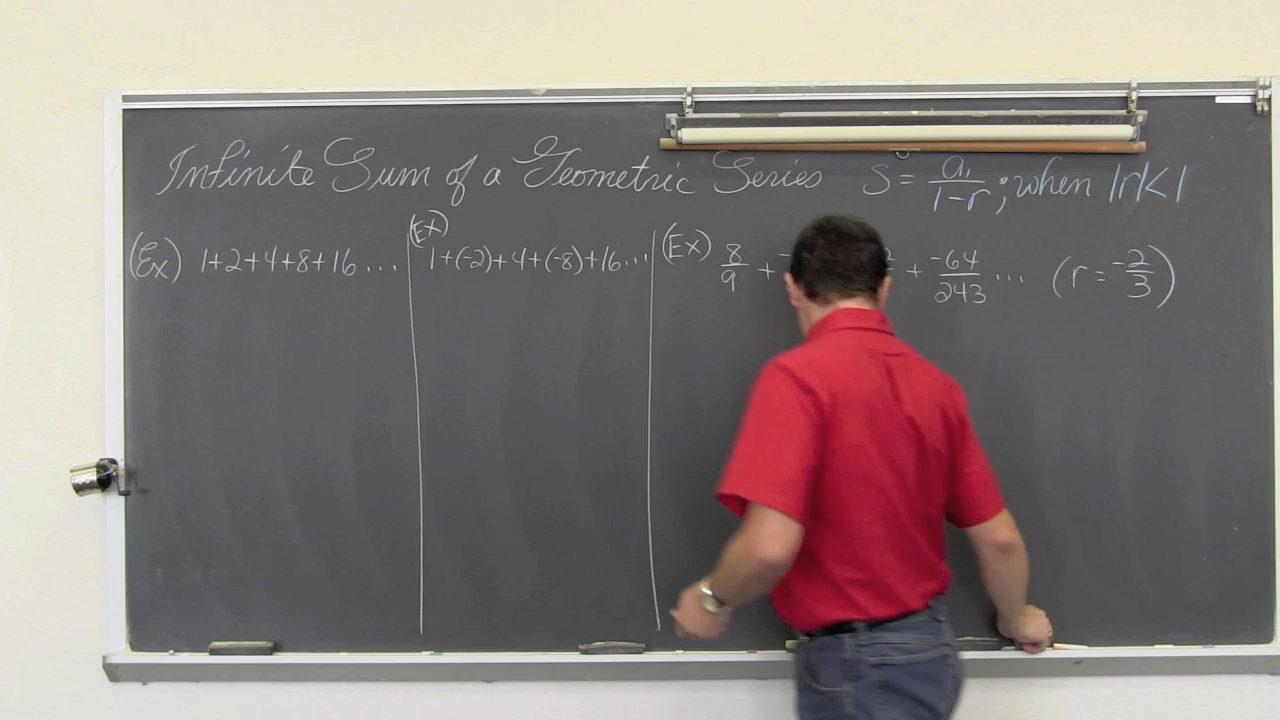 Infinite Sum of a Geometric Series S = a₁/(1-r) ; when |r|<1
(Ex) 1+2+4+8+16...
(Ex) 1+(-2)+4+(-8)+16...
(Ex) 8/9 + + -64/243 ... (r = -2/3)